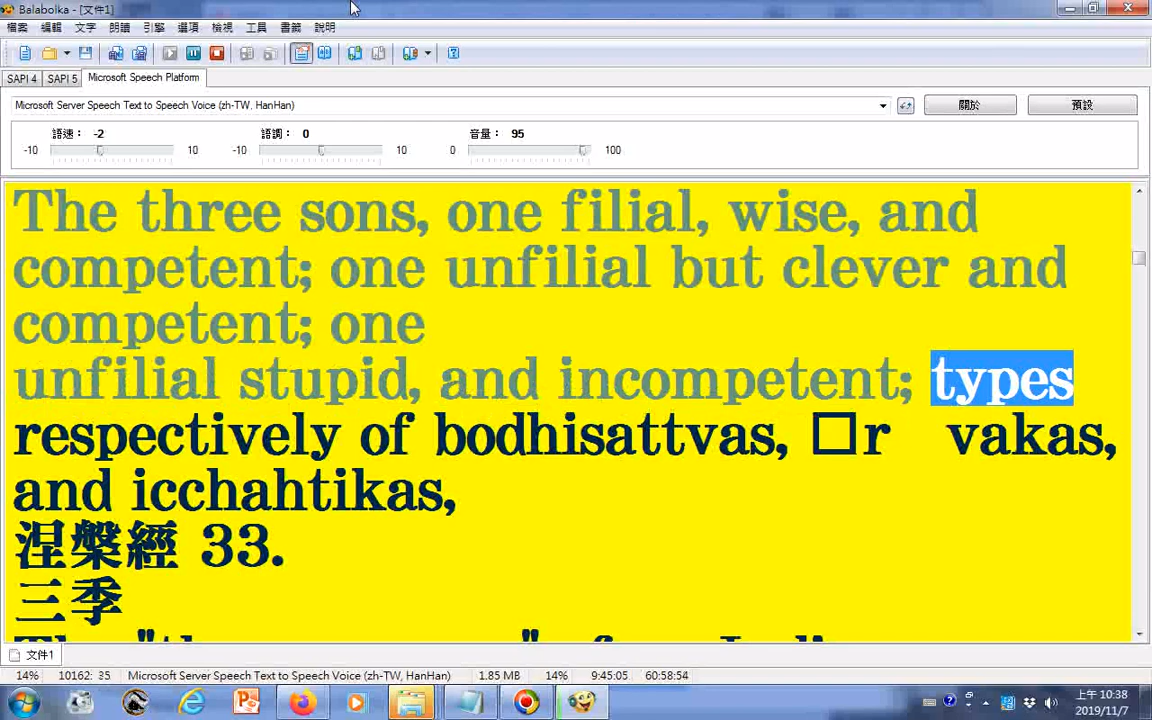 Balabolka - [文件1]
檔案 編輯 文字 朗讀 引擎 選項 檢視 工具 書籤 說明
SAPI 4 SAPI 5 Microsoft Speech Platform
Microsoft Server Speech Text to Speech Voice (zh-TW, HanHan) 關於 預設
語速： -2 語調： 0 音量： 95
-10 10 -10 10 0 100
The three sons, one filial, wise, and
competent; one unfilial but clever and
competent; one
unfilial stupid, and incompetent; types
respectively of bodhisattvas, □r vakas,
and icchahtikas,
涅槃經 33.
三季
文件1
14% 10162: 35 Microsoft Server Speech Text to Speech Voice (zh-TW, HanHan) 1.85 MB 14% 9:45:05 60:58:54
上午 10:38
2019/11/7